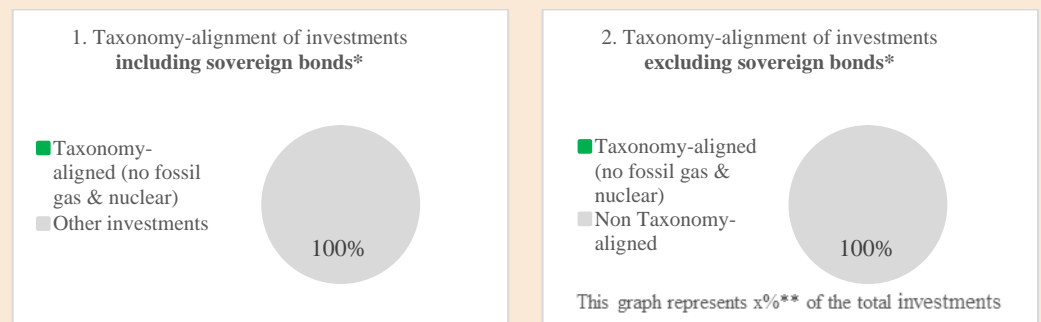 1. Taxonomy-alignment of investments
including sovereign bonds*
Taxonomy-
aligned (no fossil
gas & nuclear)
Other investments
100%
2. Taxonomy-alignment of investments
excluding sovereign bonds*
Taxonomy-aligned
(no fossil gas &
nuclear)
Non Taxonomy-
aligned
100%
This graph represents x%** of the total investments